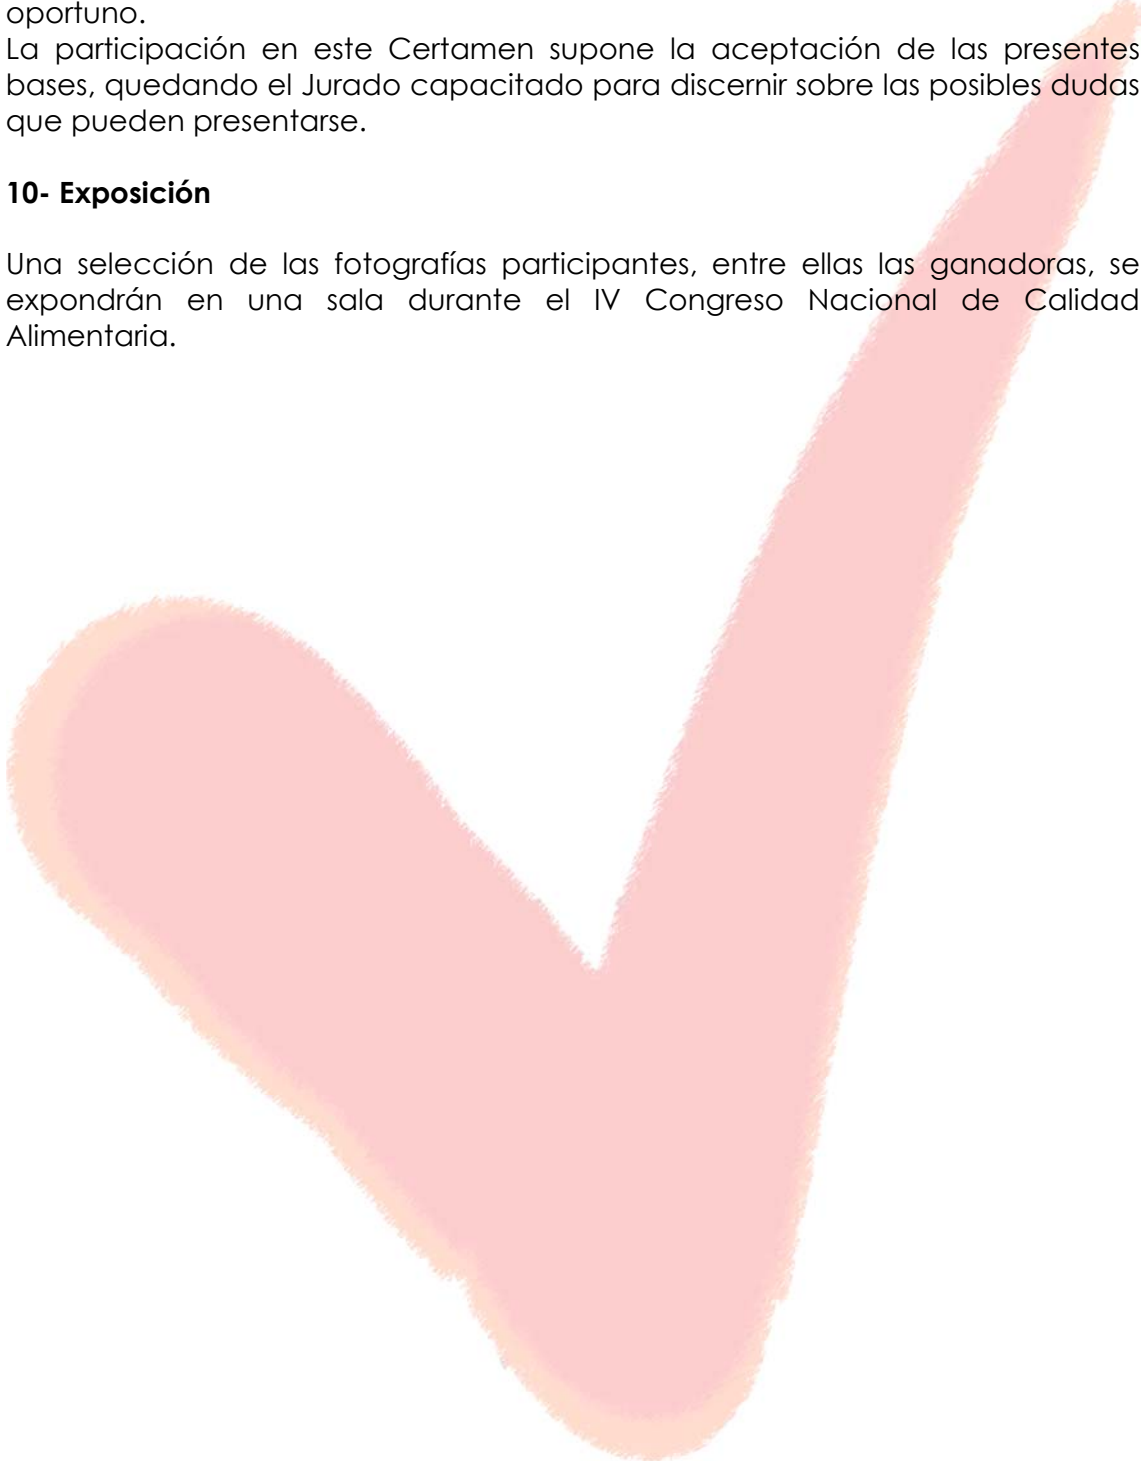 oportuno.
La participación en este Certamen supone la aceptación de las presentes
bases, quedando el Jurado capacitado para discernir sobre las posibles dudas
que pueden presentarse.
10- Exposición
Una selección de las fotografías participantes, entre ellas las ganadoras, se
expondrán en una sala durante el IV Congreso Nacional de Calidad
Alimentaria.